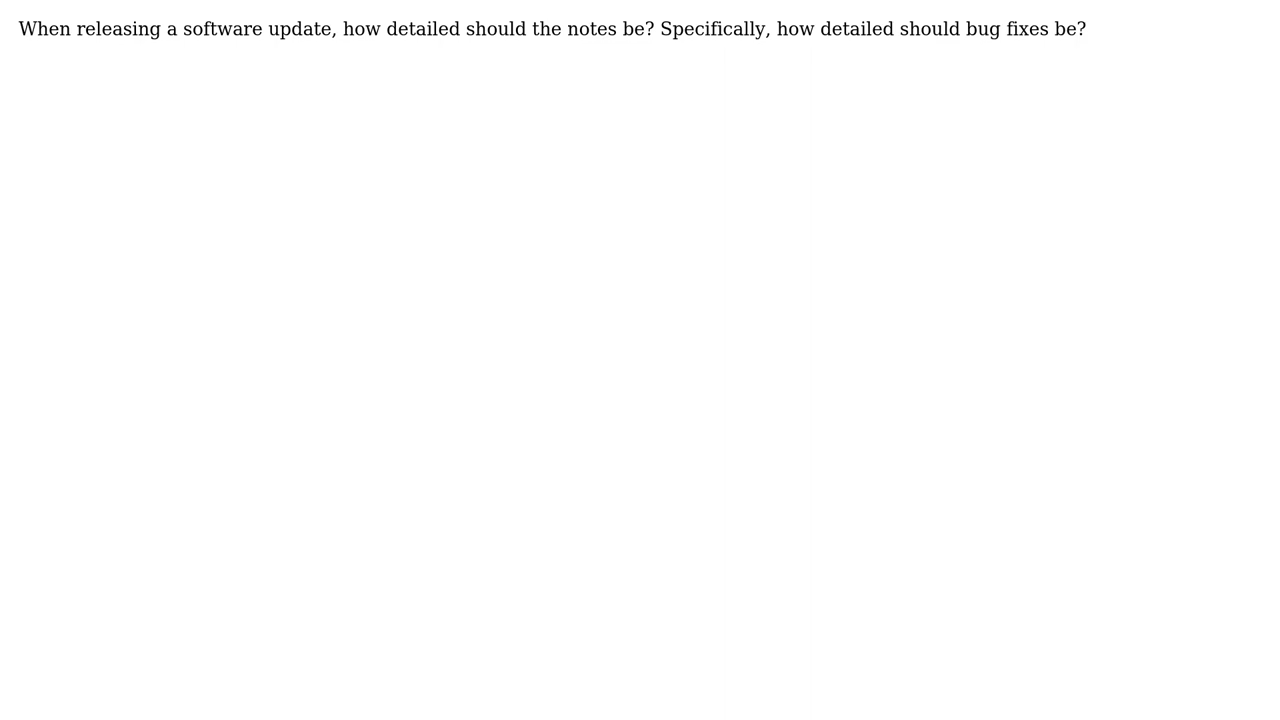 When releasing a software update, how detailed should the notes be? Specifically, how detailed should bug fixes be?